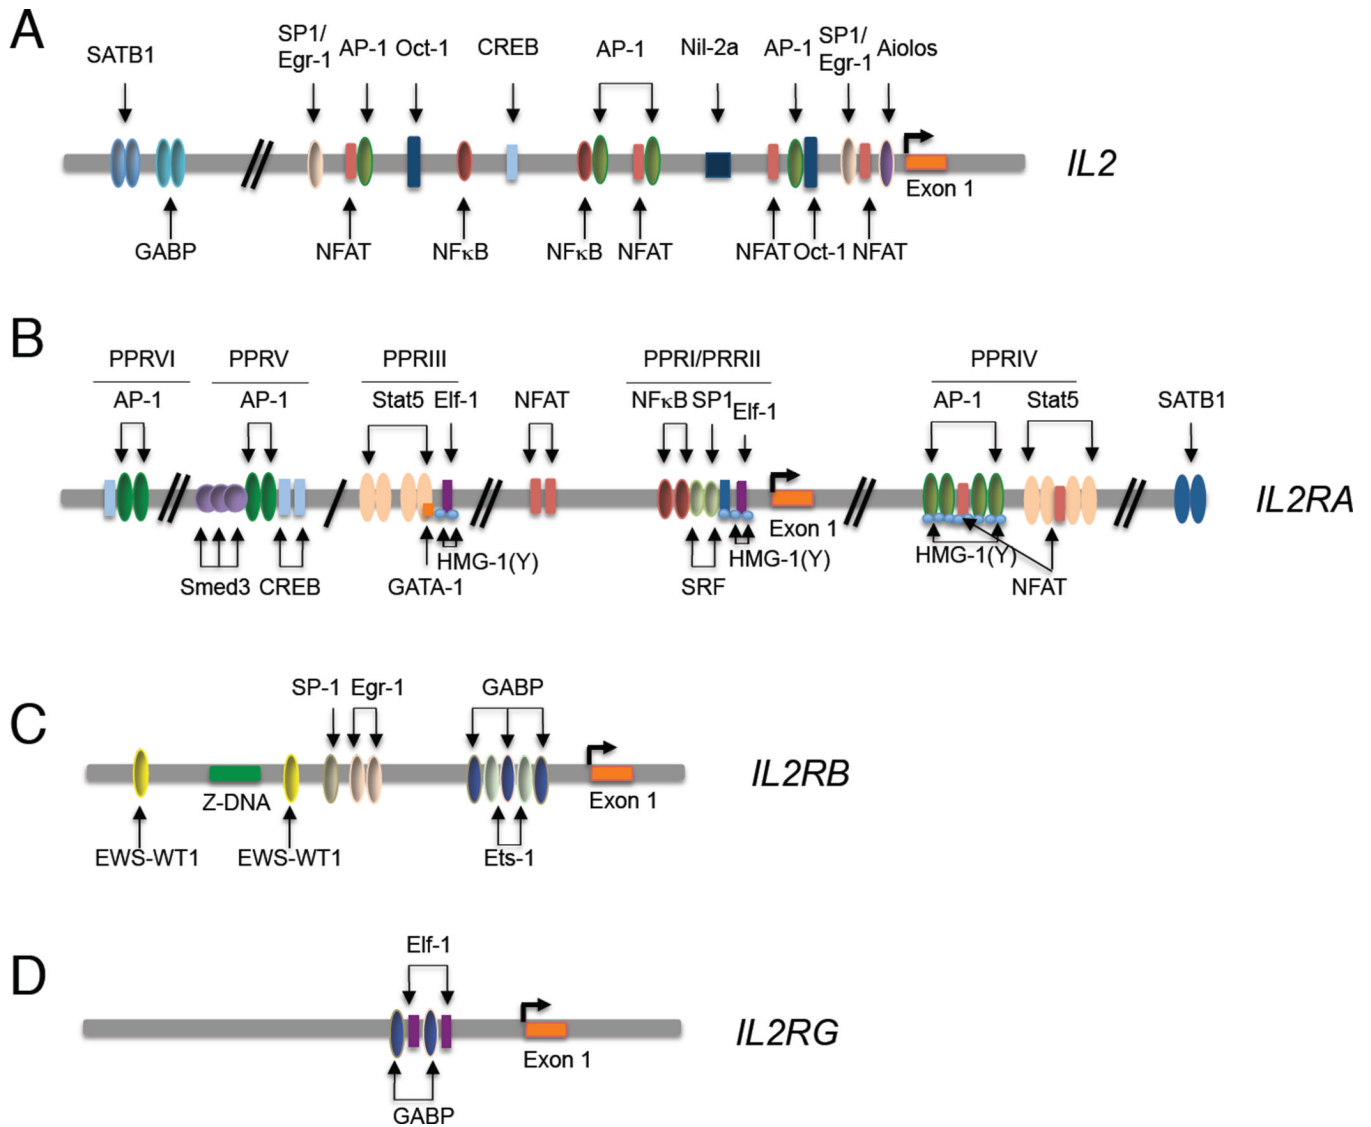 A
SATB1
SP1/
Egr-1
AP-1
Oct-1
CREB
AP-1
Nil-2a
AP-1
SP1/
Egr-1
Aiolos
IL2
Exon 1
GABP
NFAT
NFκB
NFκB
NFAT
NFAT
Oct-1
NFAT
B
PPRVI
PPRV
PPRIII
PPRI/PRRII
PPRIV
AP-1
AP-1
Stat5
Elf-1
NFAT
NFκB
SP1
Elf-1
AP-1
Stat5
SATB1
IL2RA
Exon 1
HMG-1(Y)
HMG-1(Y)
HMG-1(Y)
Smed3
CREB
GATA-1
SRF
NFAT
C
SP-1
Egr-1
GABP
IL2RB
Z-DNA
Exon 1
EWS-WT1
EWS-WT1
Ets-1
D
Elf-1
IL2RG
Exon 1
GABP